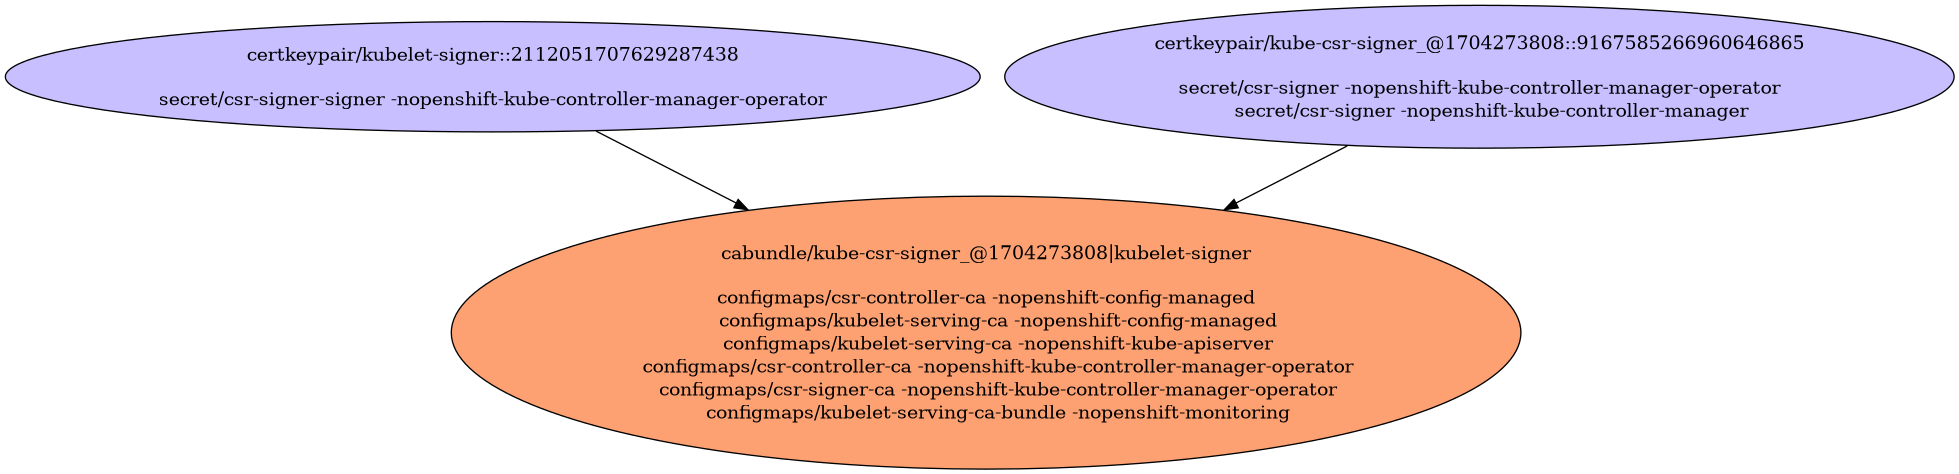 certkeypair/kubelet-signer::2112051707629287438
secret/csr-signer-signer -nopenshift-kube-controller-manager-operator
certkeypair/kube-csr-signer_@1704273808::9167585266960646865
secret/csr-signer -nopenshift-kube-controller-manager-operator
secret/csr-signer -nopenshift-kube-controller-manager
cabundle/kube-csr-signer_@1704273808|kubelet-signer
configmaps/csr-controller-ca -nopenshift-config-managed
configmaps/kubelet-serving-ca -nopenshift-config-managed
configmaps/kubelet-serving-ca -nopenshift-kube-apiserver
configmaps/csr-controller-ca -nopenshift-kube-controller-manager-operator
configmaps/csr-signer-ca -nopenshift-kube-controller-manager-operator
configmaps/kubelet-serving-ca-bundle -nopenshift-monitoring